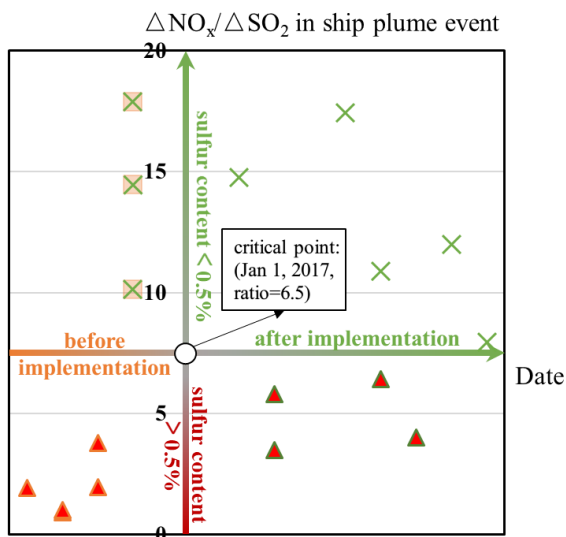 △NOₓ/△SO₂ in ship plume event
20
15
10
5
0
sulfur content < 0.5%
critical point:
(Jan 1, 2017,
ratio=6.5)
before
implementation
after implementation
Date
sulfur content
> 0.5%